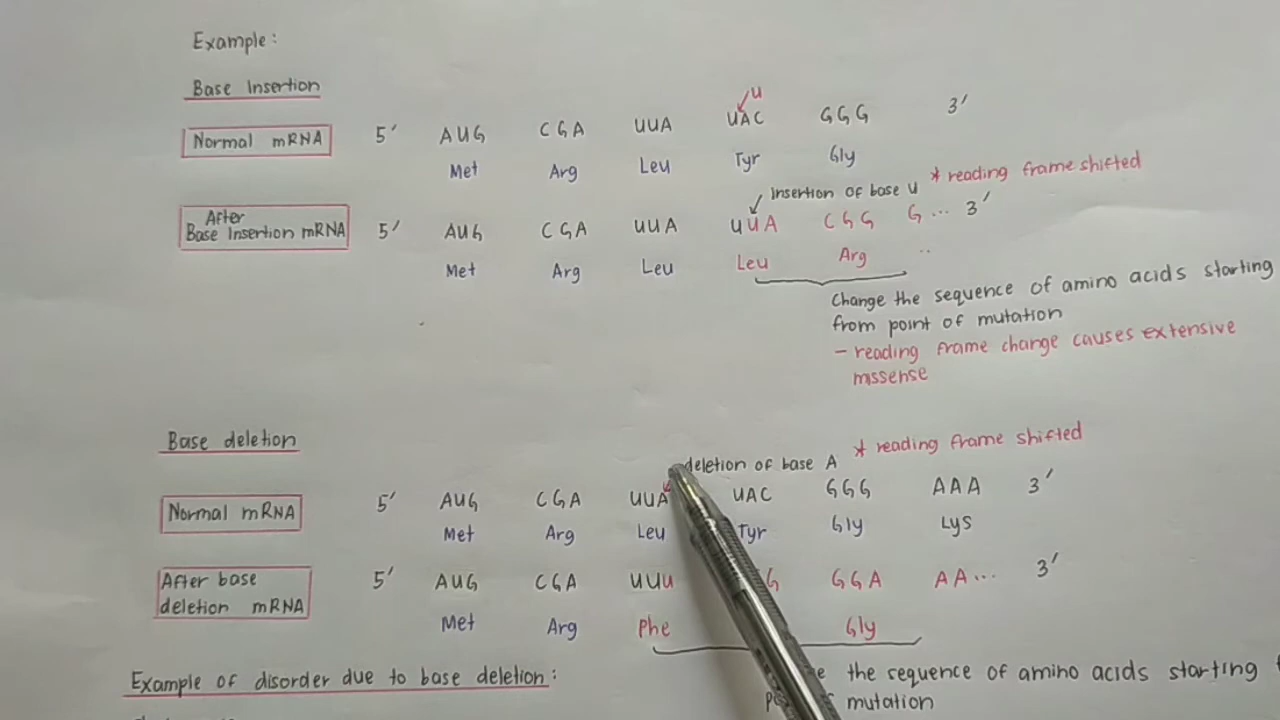 Example:
Base Insertion
U
Normal mRNA 5' AUG CGA UUA UAC GGG 3'
Met Arg Leu Tyr Gly
Insertion of base U * reading frame shifted
After Base Insertion mRNA 5' AUG CGA UUA UUA CGG G... 3'
Met Arg Leu Leu Arg ..
Change the sequence of amino acids starting
from point of mutation
- reading frame change causes extensive
missense
Base deletion
deletion of base A * reading frame shifted
Normal mRNA 5' AUG CGA UUA UAC GGG AAA 3'
Met Arg Leu Tyr Gly Lys
After base deletion mRNA 5' AUG CGA UUU G GGA AA... 3'
Met Arg Phe Gly
the sequence of amino acids starting
mutation
Example of disorder due to base deletion: